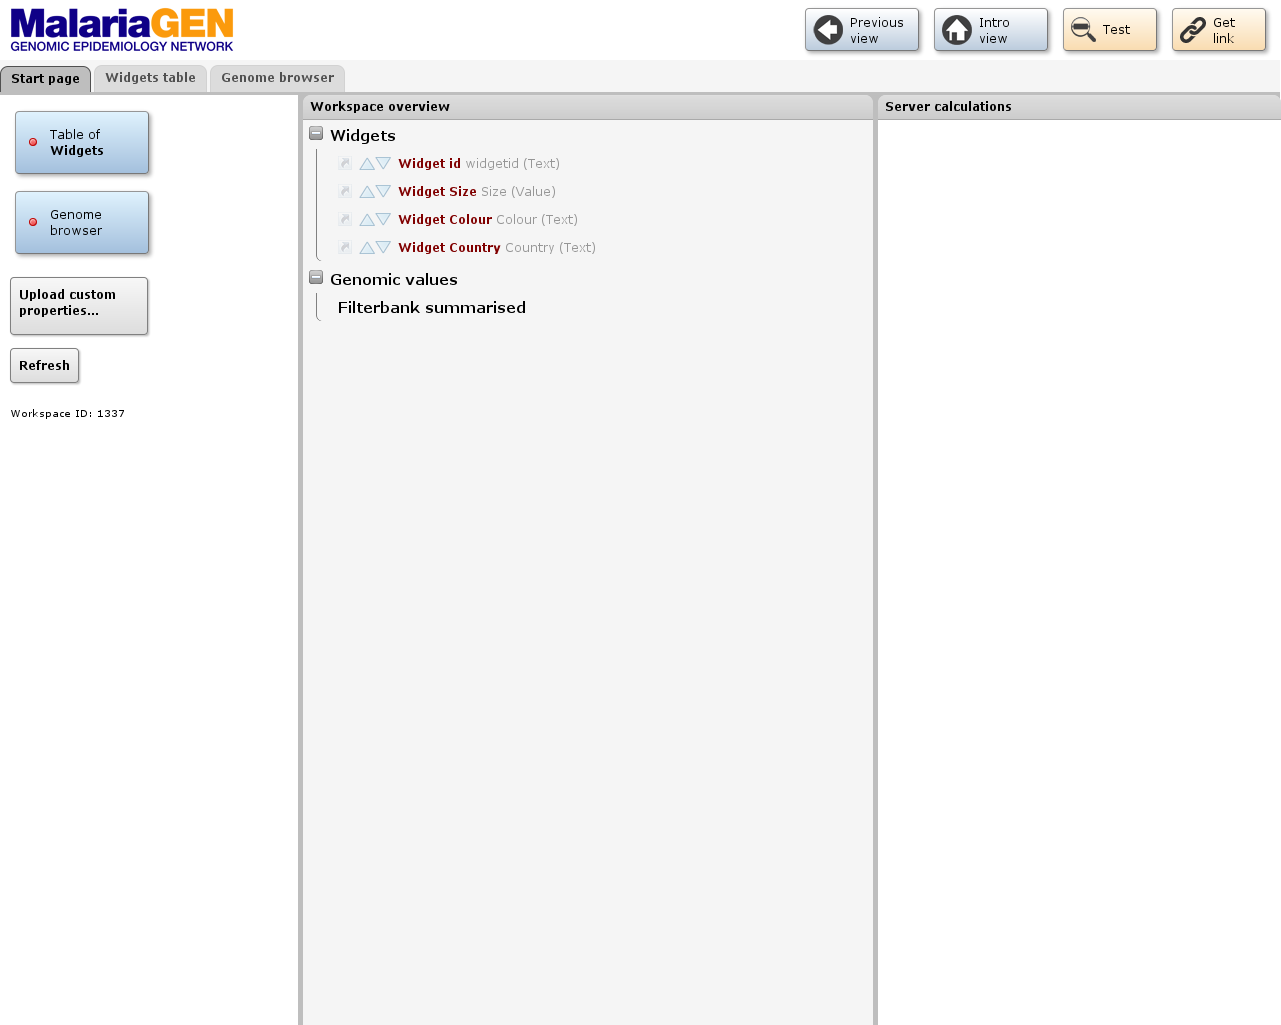 MalariaGEN
GENOMIC EPIDEMIOLOGY NETWORK
Previous
view
Intro
view
Test
Get
link
Start page
Widgets table
Genome browser
Table of
Widgets
Genome
browser
Upload custom
properties...
Refresh
Workspace ID: 1337
Workspace overview
Widgets
Widget id widgetid (Text)
Widget Size Size (Value)
Widget Colour Colour (Text)
Widget Country Country (Text)
Genomic values
Filterbank summarised
Server calculations